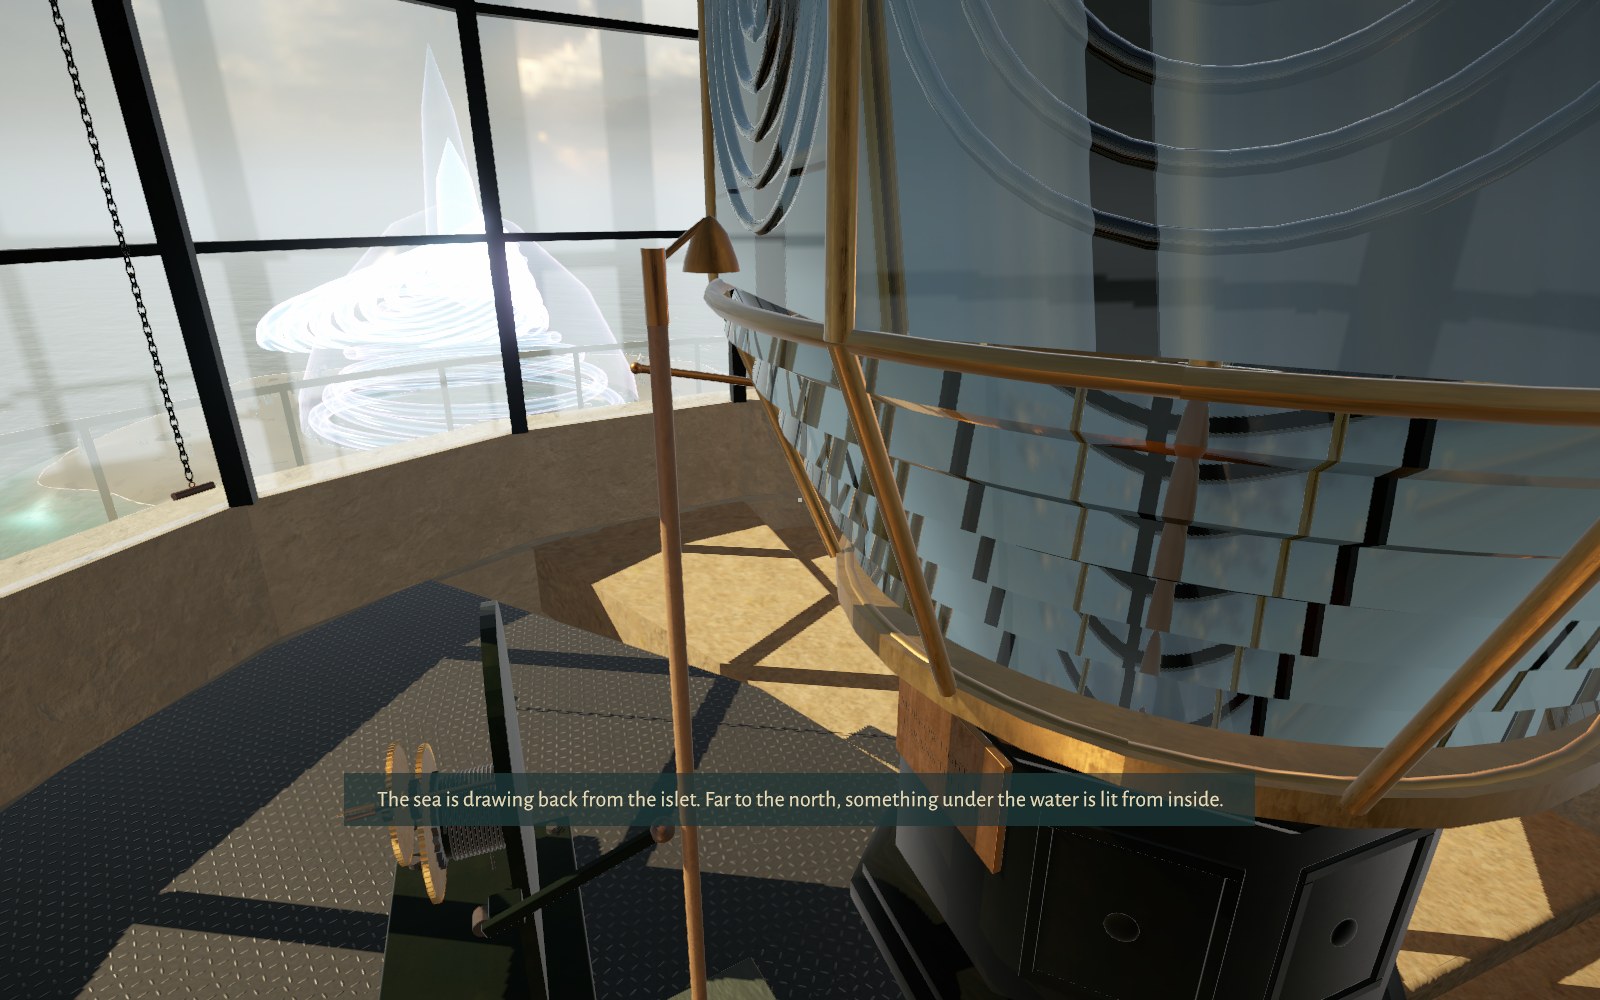 The sea is drawing back from the islet. Far to the north, something under the water is lit from inside.